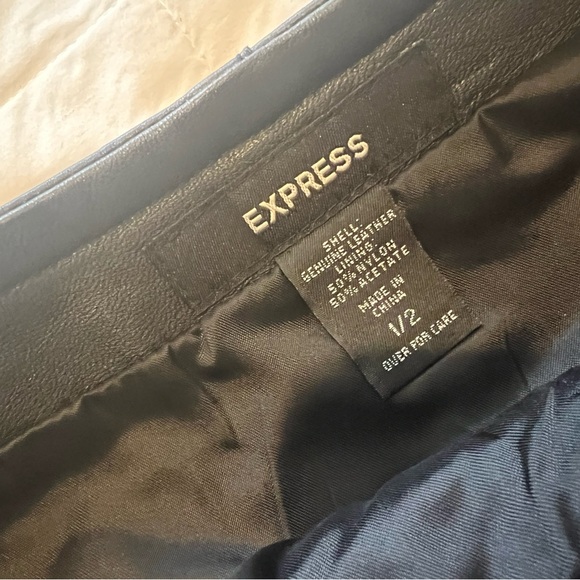 EXPRESS
SHELL:
GENUINE LEATHER
LINING:
50% NYLON
50% ACETATE
MADE IN
CHINA
1/2
OVER FOR CARE